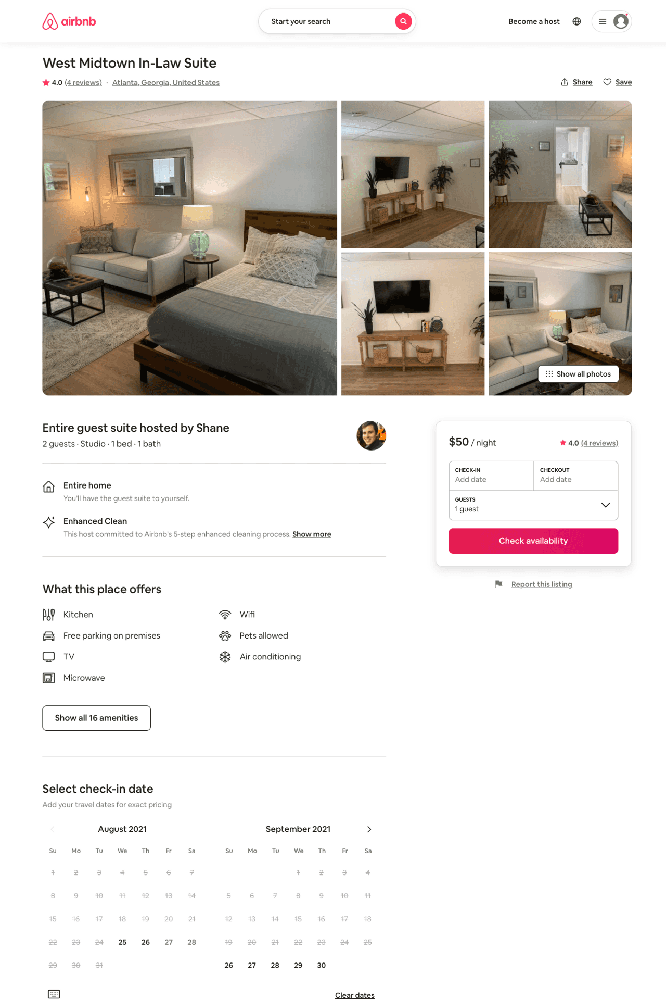 airbnb
Start your search
Become a host
West Midtown In-Law Suite
4.0 (4 reviews) · Atlanta, Georgia, United States
Share
Save
Show all photos
Entire guest suite hosted by Shane
2 guests · Studio · 1 bed · 1 bath
Entire home
You'll have the guest suite to yourself.
Enhanced Clean
This host committed to Airbnb's 5-step enhanced cleaning process. Show more
$50 / night
4.0 (4 reviews)
CHECK-IN
Add date
CHECKOUT
Add date
GUESTS
1 guest
Check availability
Report this listing
What this place offers
Kitchen
Wifi
Free parking on premises
Pets allowed
TV
Air conditioning
Microwave
Show all 16 amenities
Select check-in date
Add your travel dates for exact pricing
August 2021
Su Mo Tu We Th Fr Sa
1 2 3 4 5 6 7
8 9 10 11 12 13 14
15 16 17 18 19 20 21
22 23 24 25 26 27 28
29 30 31
September 2021
Su Mo Tu We Th Fr Sa
1 2 3 4
5 6 7 8 9 10 11
12 13 14 15 16 17 18
19 20 21 22 23 24 25
26 27 28 29 30
Clear dates